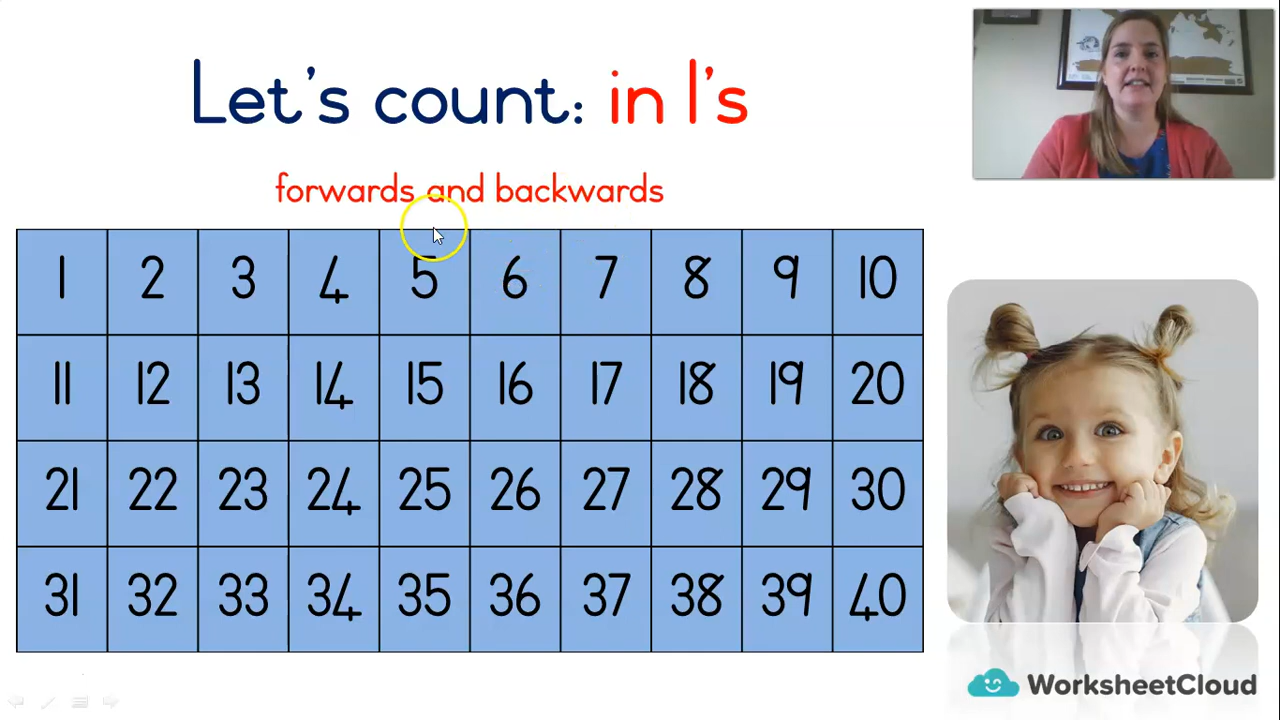 Let's count: in 1's
forwards and backwards
1 2 3 4 5 6 7 8 9 10
11 12 13 14 15 16 17 18 19 20
21 22 23 24 25 26 27 28 29 30
31 32 33 34 35 36 37 38 39 40
WorksheetCloud